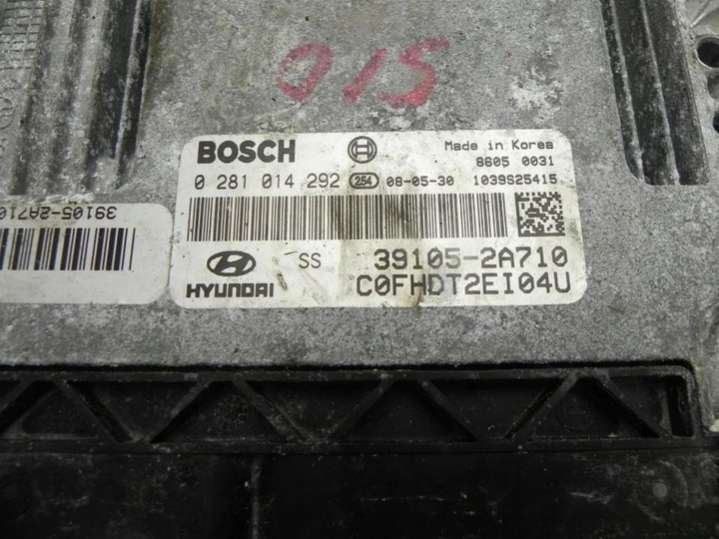 OIS
BOSCH
Made in Korea
8605 0031
0 281 014 292 254 08-05-30 1039S25415
HYUNDAI SS 39105-2A710
C0FHDT2EI04U
39105-2A710